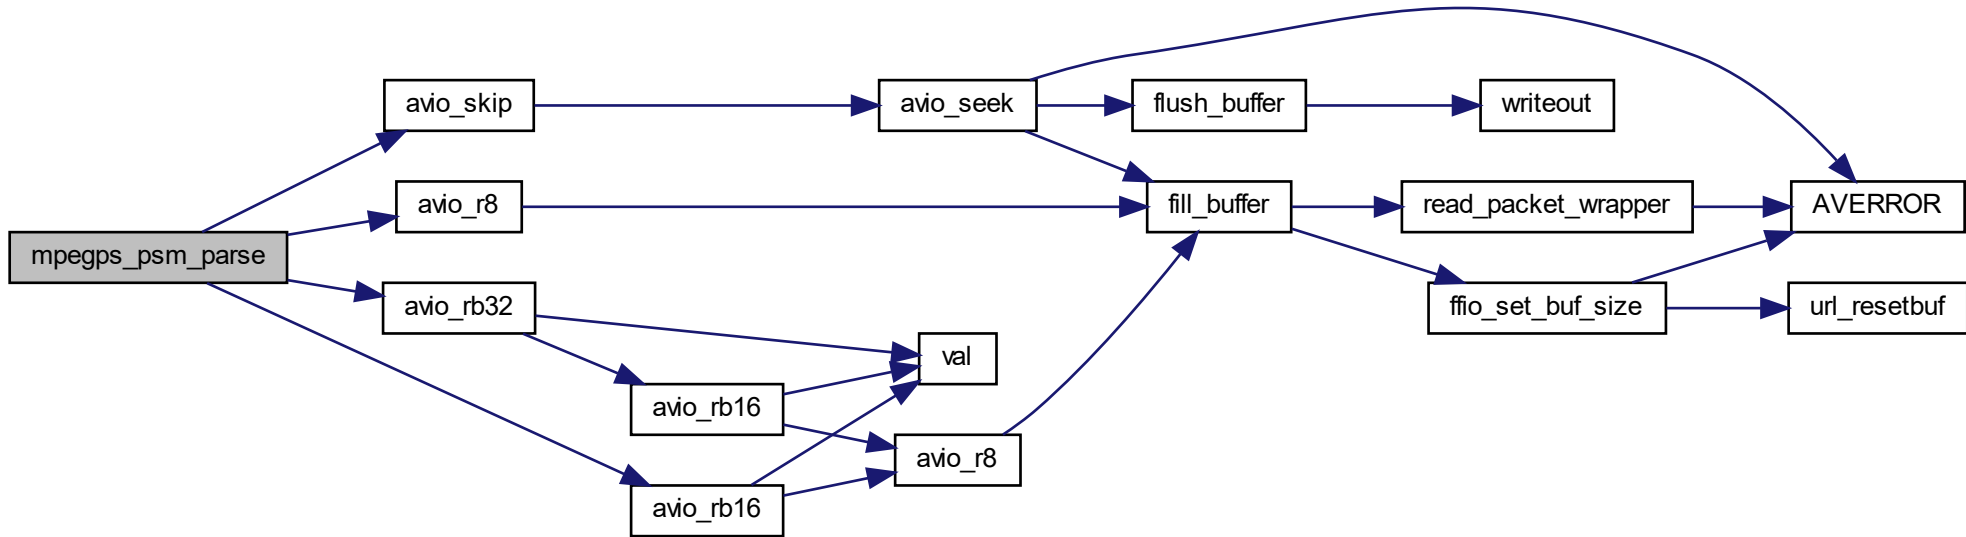 mpegps_psm_parse
avio_skip
avio_r8
avio_rb32
avio_rb16
avio_rb16
avio_seek
val
avio_r8
flush_buffer
fill_buffer
writeout
read_packet_wrapper
ffio_set_buf_size
AVERROR
url_resetbuf